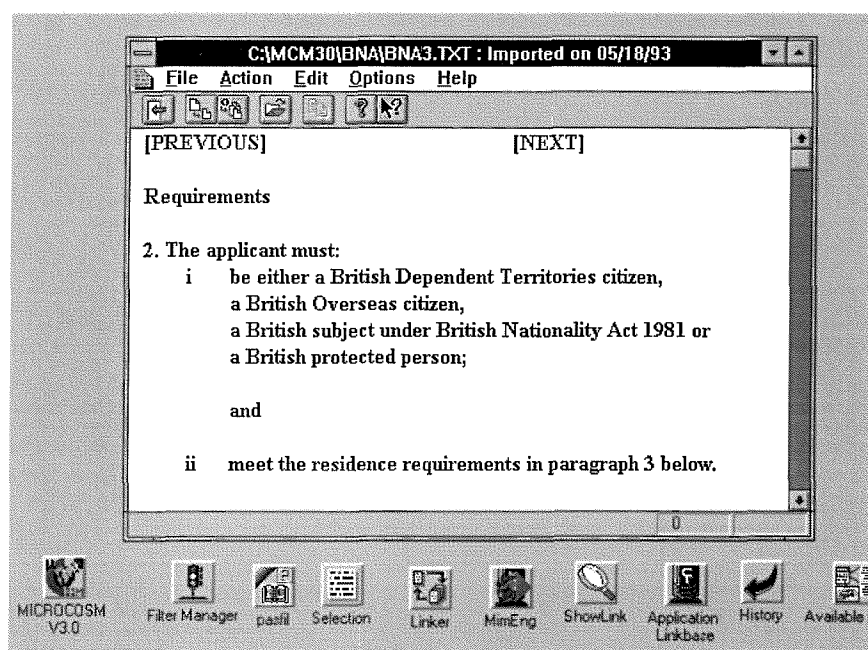 C:\MCM30\BNA\BNA3.TXT : Imported on 05/18/93
File Action Edit Options Help
[PREVIOUS] [NEXT]
Requirements
2. The applicant must:
i be either a British Dependent Territories citizen,
a British Overseas citizen,
a British subject under British Nationality Act 1981 or
a British protected person;
and
ii meet the residence requirements in paragraph 3 below.
0
MICROCOSM
V3.0
Filter Manager
pasfil
Selection
Linker
MimEng
ShowLink
Application
Linkbase
History
Available